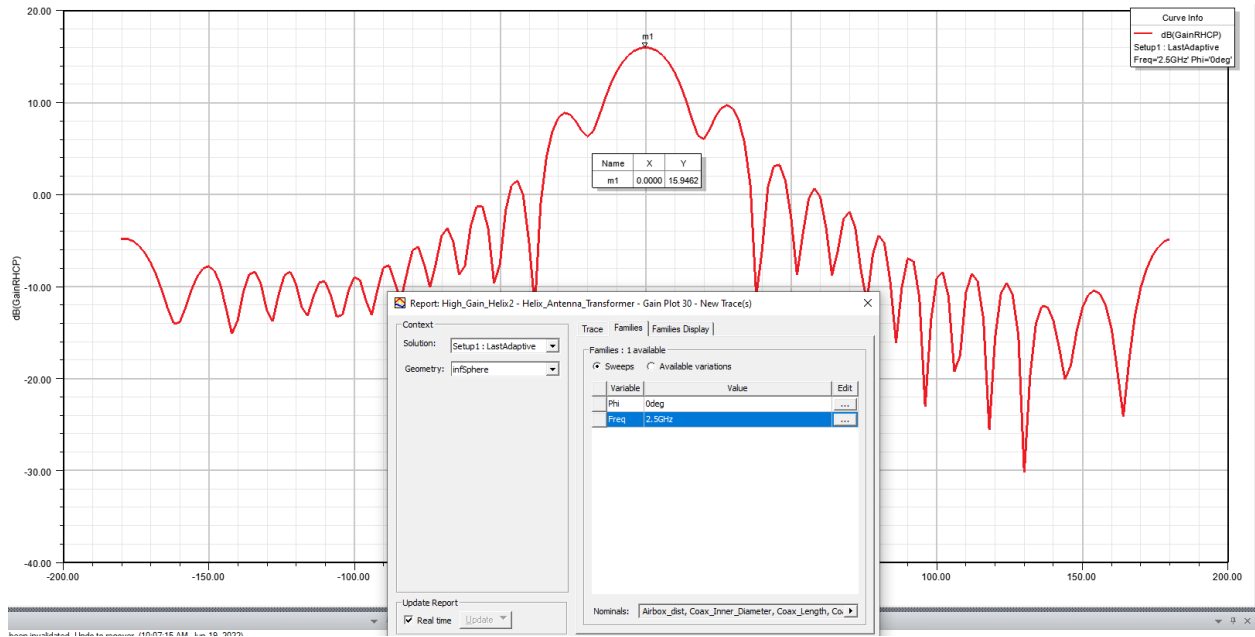 20.00
10.00
0.00
-10.00
-20.00
-30.00
-40.00
dB(GainRHCP)
-200.00
-150.00
-100.00
100.00
150.00
200.00
m1
Curve Info
dB(GainRHCP)
Setup1 : LastAdaptive
Freq='2.5GHz' Phi='0deg'
Name X Y
m1 0.0000 15.9462
Report: High_Gain_Helix2 - Helix_Antenna_Transformer - Gain Plot 30 - New Trace(s)
Context
Solution: Setup1 : LastAdaptive
Geometry: infSphere
Update Report
Real time Update
Trace Families Families Display
Families : 1 available
Sweeps Available variations
Variable Value Edit
Phi 0deg ...
Freq 2.5GHz ...
Nominals: Airbox_dist, Coax_Inner_Diameter, Coax_Length, Co
been invalidated. Undo to recover. (10:07:15 AM Jun 19, 2022)